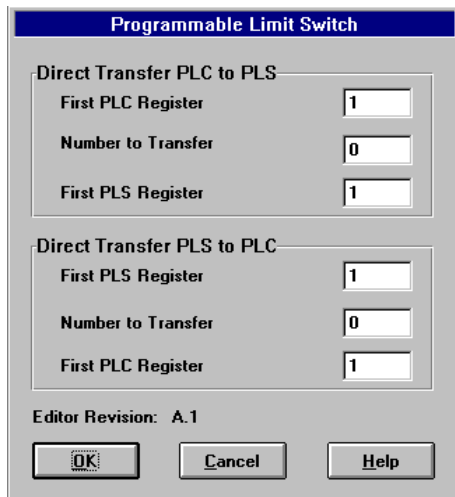 Programmable Limit Switch
Direct Transfer PLC to PLS
First PLC Register 1
Number to Transfer 0
First PLS Register 1
Direct Transfer PLS to PLC
First PLS Register 1
Number to Transfer 0
First PLC Register 1
Editor Revision: A.1
OK Cancel Help